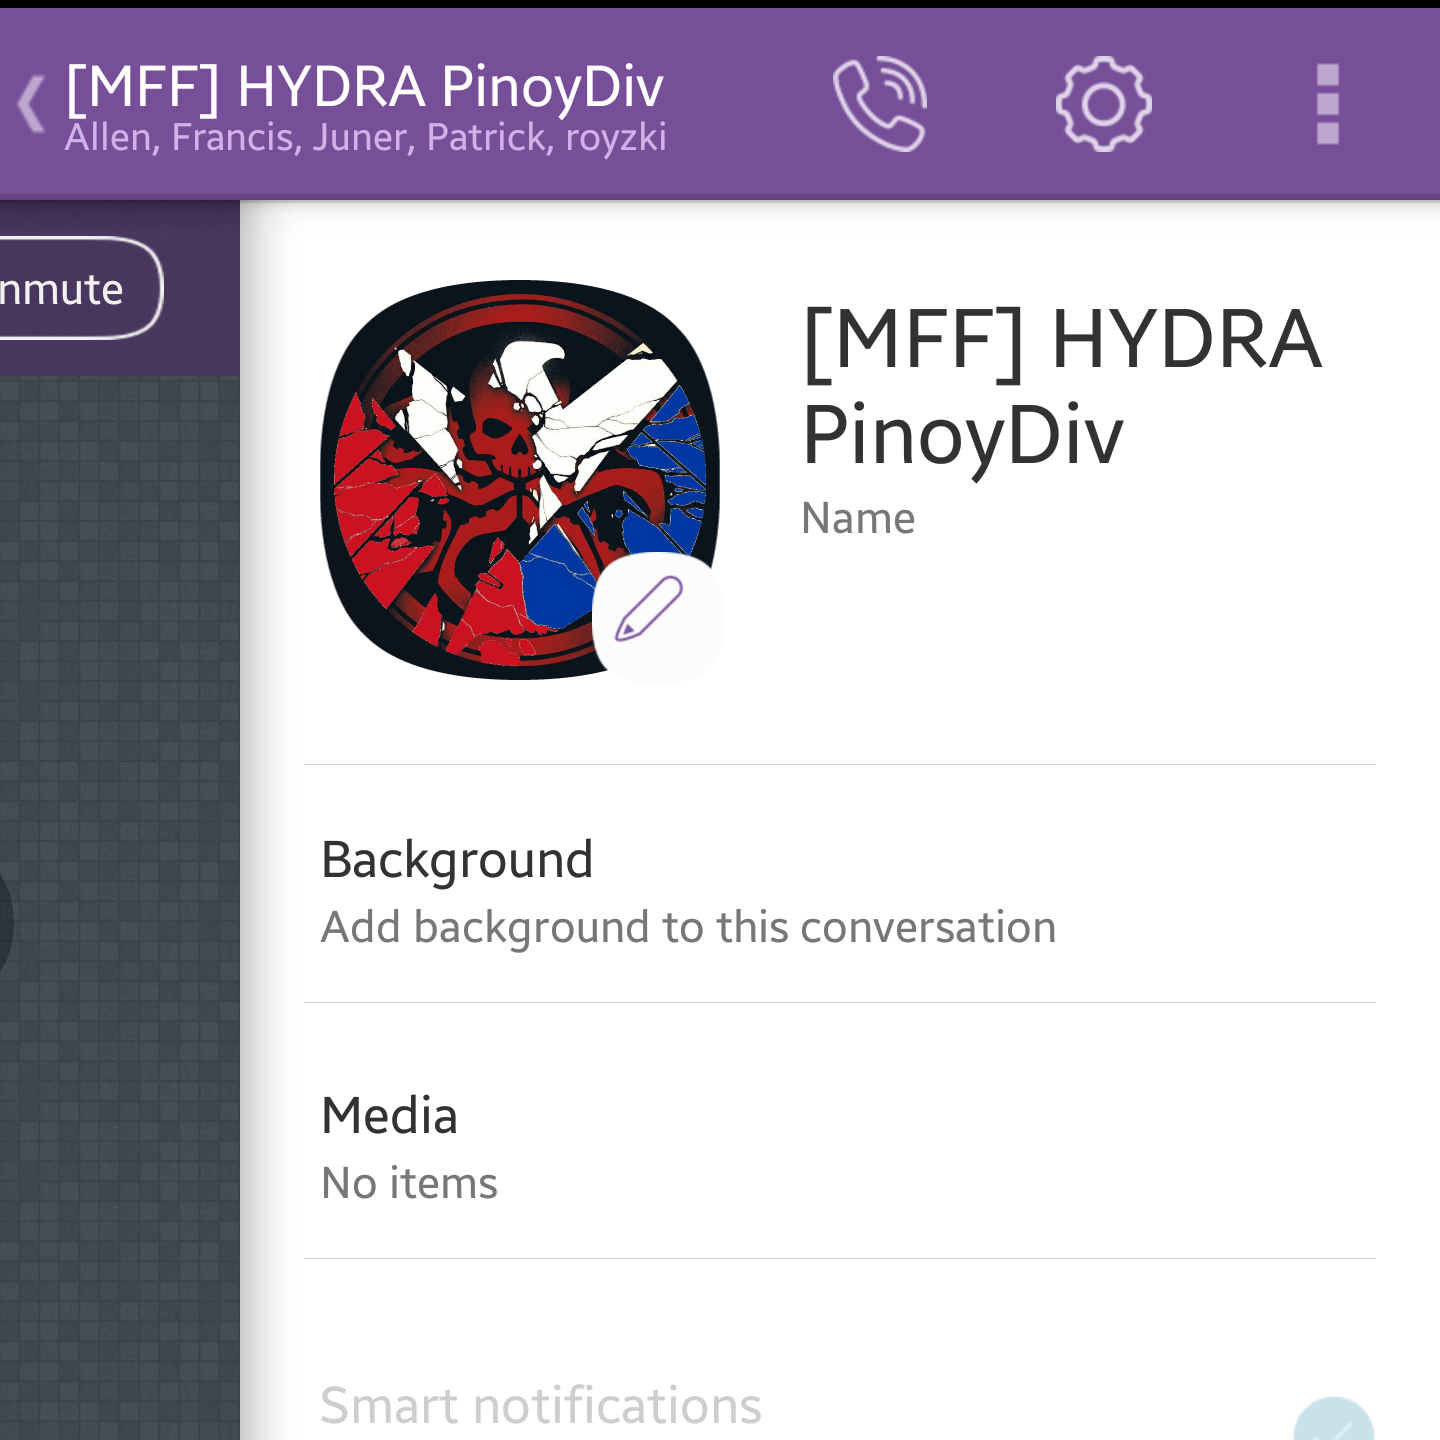 [MFF] HYDRA PinoyDiv
Allen, Francis, Juner, Patrick, royzki
nmute
[MFF] HYDRA
PinoyDiv
Name
Background
Add background to this conversation
Media
No items
Smart notifications